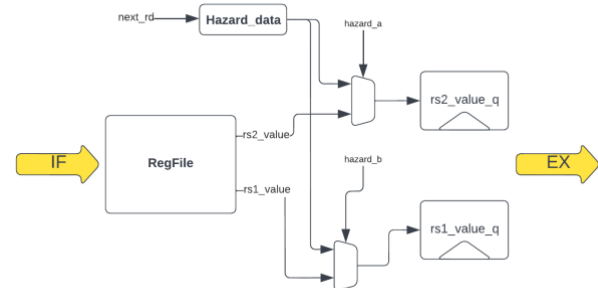 next_rd
Hazard_data
hazard_a
rs2_value_q
rs2_value
IF
RegFile
EX
hazard_b
rs1_value
rs1_value_q